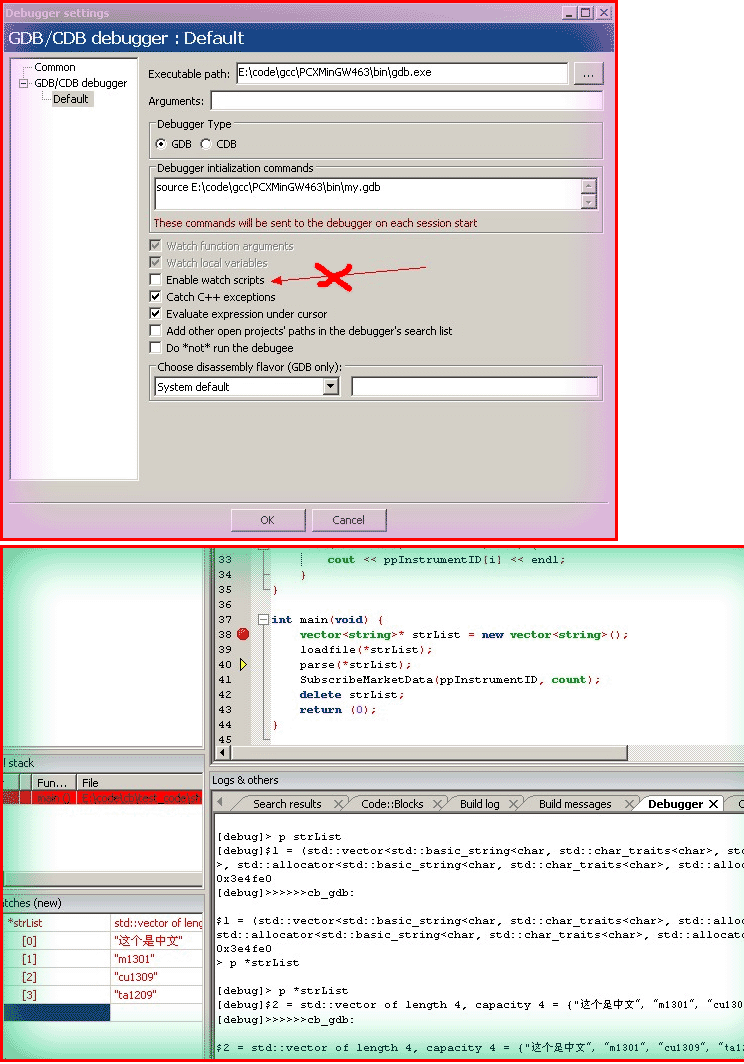 Debugger settings
GDB/CDB debugger : Default
Common
GDB/CDB debugger
Default
Executable path: E:\code\gcc\PCXMinGW463\bin\gdb.exe ...
Arguments:
Debugger Type
GDB CDB
Debugger intialization commands
source E:\code\gcc\PCXMinGW463\bin\my.gdb
These commands will be sent to the debugger on each session start
Watch function arguments
Watch local variables
Enable watch scripts
Catch C++ exceptions
Evaluate expression under cursor
Add other open projects' paths in the debugger's search list
Do *not* run the debugee
Choose disassembly flavor (GDB only):
System default
OK Cancel
33 cout << ppInstrumentID[i] << endl;
34 }
35 }
36
37 int main(void) {
38 vector<string>* strList = new vector<string>();
39 loadfile(*strList);
40 parse(*strList);
41 SubscribeMarketData(ppInstrumentID, count);
42 delete strList;
43 return (0);
44 }
45
l stack
Fun... File
main ()
atches (new)
*strList std::vector of leng
[0] "这个是中文"
[1] "m1301"
[2] "cu1309"
[3] "ta1209"
Logs & others
Search results Code::Blocks Build log Build messages Debugger
[debug]> p strList
[debug]$1 = (std::vector<std::basic_string<char, std::char_traits<char>, std
>, std::allocator<std::basic_string<char, std::char_traits<char>, std::alloc
0x3e4fe0
[debug]>>>>>>cb_gdb:
$1 = (std::vector<std::basic_string<char, std::char_traits<char>, std::alloc
std::allocator<std::basic_string<char, std::char_traits<char>, std::allocat
0x3e4fe0
> p *strList
[debug]> p *strList
[debug]$2 = std::vector of length 4, capacity 4 = {"这个是中文", "m1301", "cu130
[debug]>>>>>>cb_gdb:
$2 = std::vector of length 4, capacity 4 = {"这个是中文", "m1301", "cu1309", "ta12